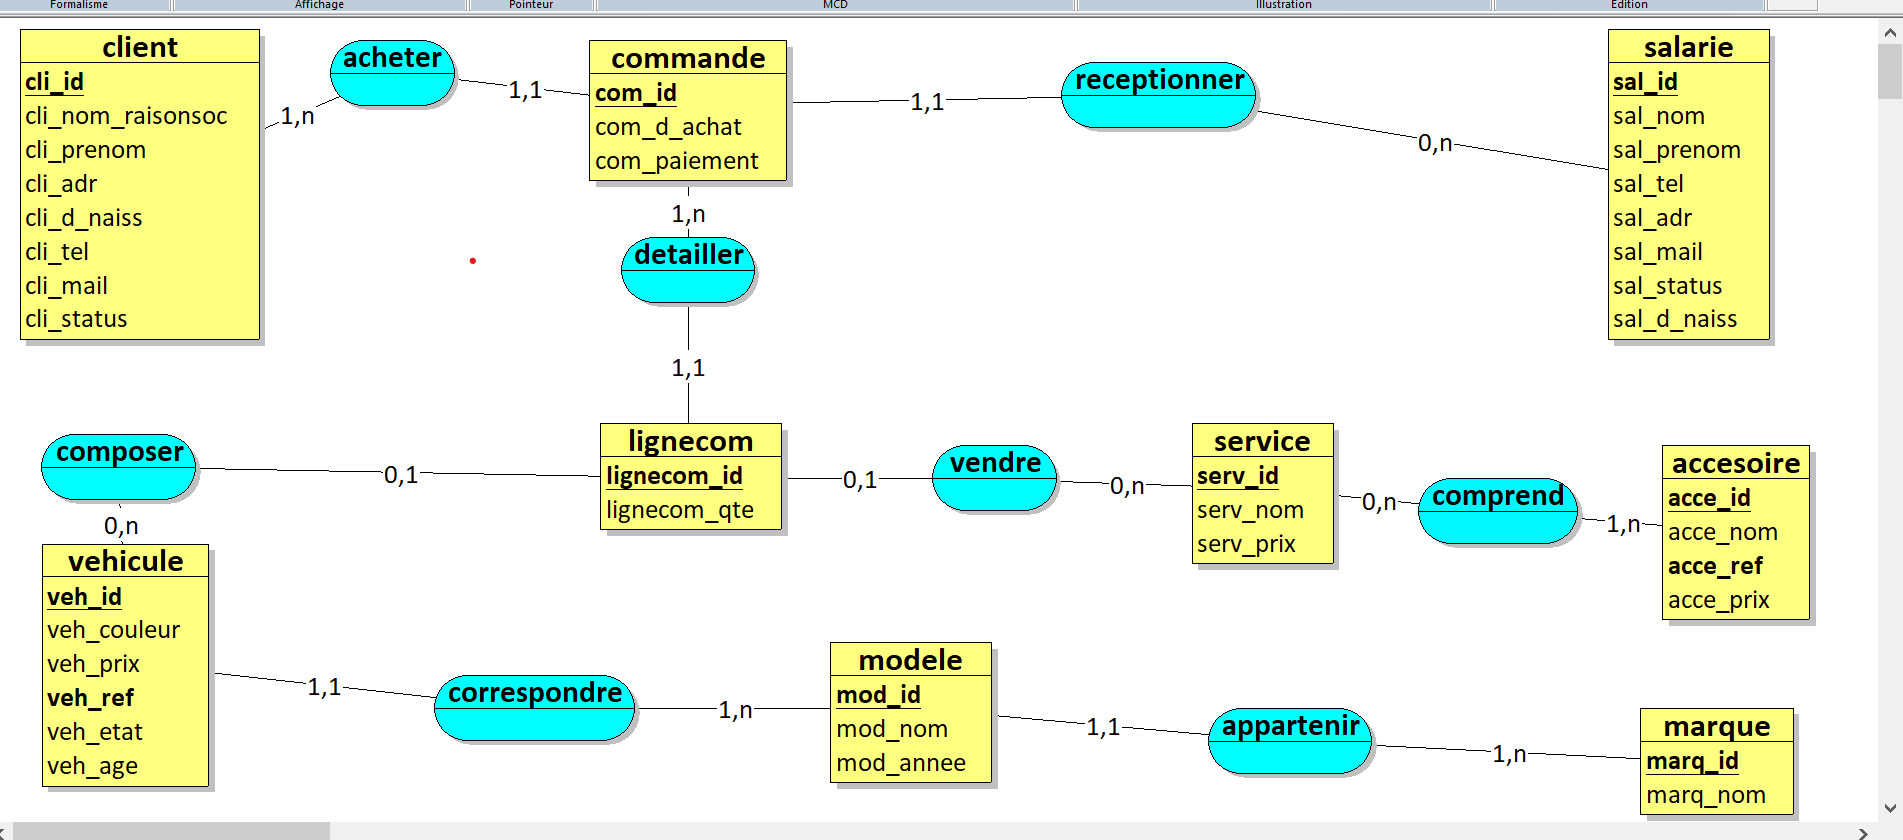 Formalisme Affichage Pointeur MCD Illustration Edition
client
cli_id
cli_nom_raisonsoc
cli_prenom
cli_adr
cli_d_naiss
cli_tel
cli_mail
cli_status
1,n
acheter
1,1
commande
com_id
com_d_achat
com_paiement
1,1
receptionner
0,n
salarie
sal_id
sal_nom
sal_prenom
sal_tel
sal_adr
sal_mail
sal_status
sal_d_naiss
1,n
detailler
1,1
composer
0,1
lignecom
lignecom_id
lignecom_qte
0,1
vendre
0,n
service
serv_id
serv_nom
serv_prix
0,n
comprend
1,n
accesoire
acce_id
acce_nom
acce_ref
acce_prix
0,n
vehicule
veh_id
veh_couleur
veh_prix
veh_ref
veh_etat
veh_age
1,1
correspondre
1,n
modele
mod_id
mod_nom
mod_annee
1,1
appartenir
1,n
marque
marq_id
marq_nom